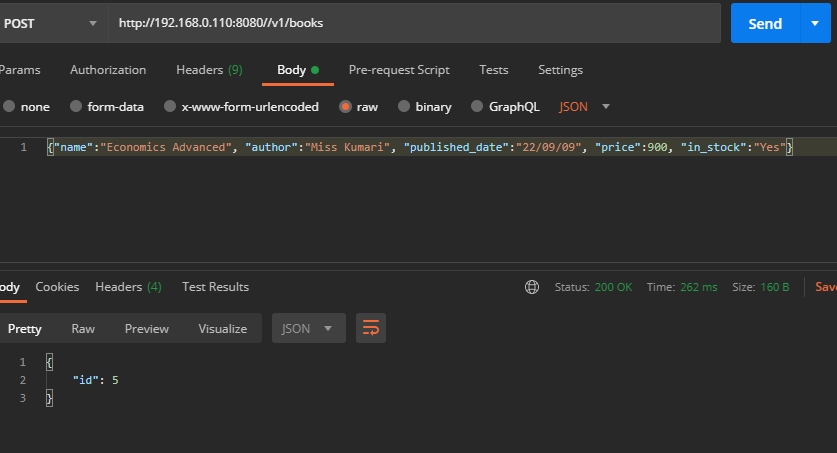 POST http://192.168.0.110:8080//v1/books Send
Params Authorization Headers (9) Body Pre-request Script Tests Settings
none form-data x-www-form-urlencoded raw binary GraphQL JSON
1 {"name":"Economics Advanced", "author":"Miss Kumari", "published_date":"22/09/09", "price":900, "in_stock":"Yes"}
ody Cookies Headers (4) Test Results Status: 200 OK Time: 262 ms Size: 160 B Save
Pretty Raw Preview Visualize JSON
1 {
2 "id": 5
3 }